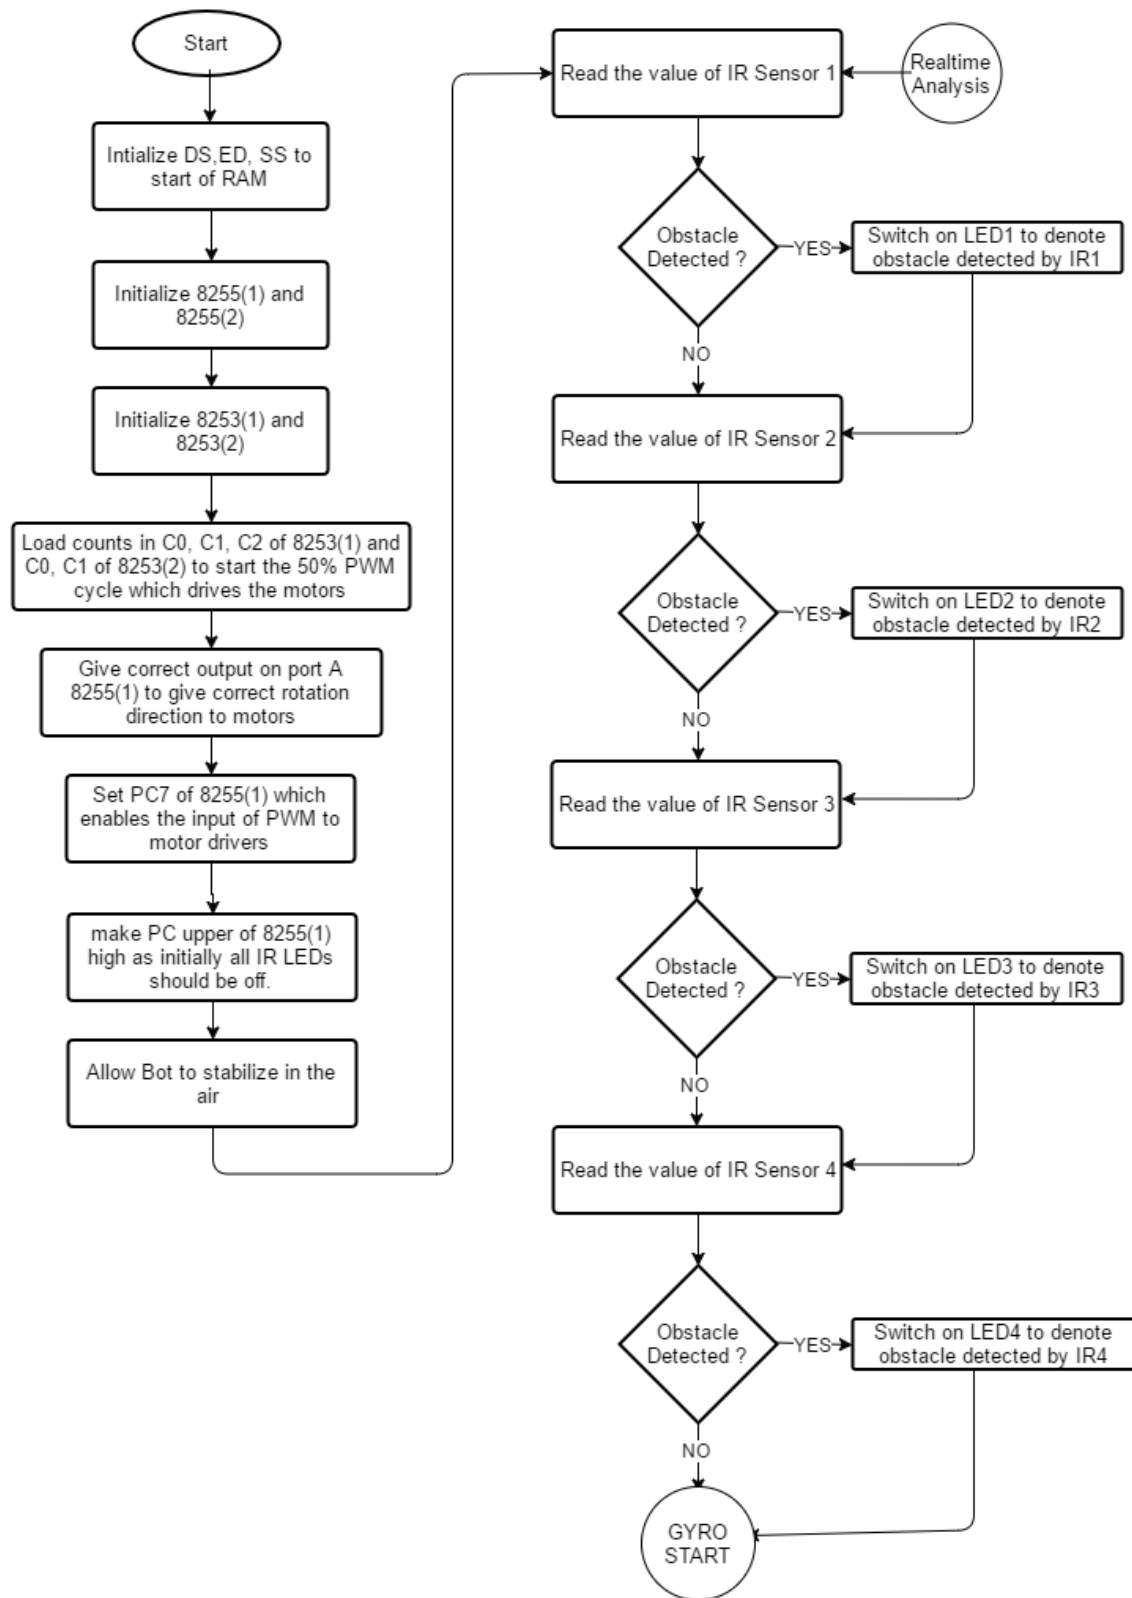 Start
Intialize DS,ED, SS to
start of RAM
Initialize 8255(1) and
8255(2)
Initialize 8253(1) and
8253(2)
Load counts in C0, C1, C2 of 8253(1) and
C0, C1 of 8253(2) to start the 50% PWM
cycle which drives the motors
Give correct output on port A
8255(1) to give correct rotation
direction to motors
Set PC7 of 8255(1) which
enables the input of PWM to
motor drivers
make PC upper of 8255(1)
high as initially all IR LEDs
should be off.
Allow Bot to stabilize in the
air
Read the value of IR Sensor 1
Realtime
Analysis
Obstacle
Detected ?
YES
Switch on LED1 to denote
obstacle detected by IR1
NO
Read the value of IR Sensor 2
Obstacle
Detected ?
YES
Switch on LED2 to denote
obstacle detected by IR2
NO
Read the value of IR Sensor 3
Obstacle
Detected ?
YES
Switch on LED3 to denote
obstacle detected by IR3
NO
Read the value of IR Sensor 4
Obstacle
Detected ?
YES
Switch on LED4 to denote
obstacle detected by IR4
NO
GYRO
START